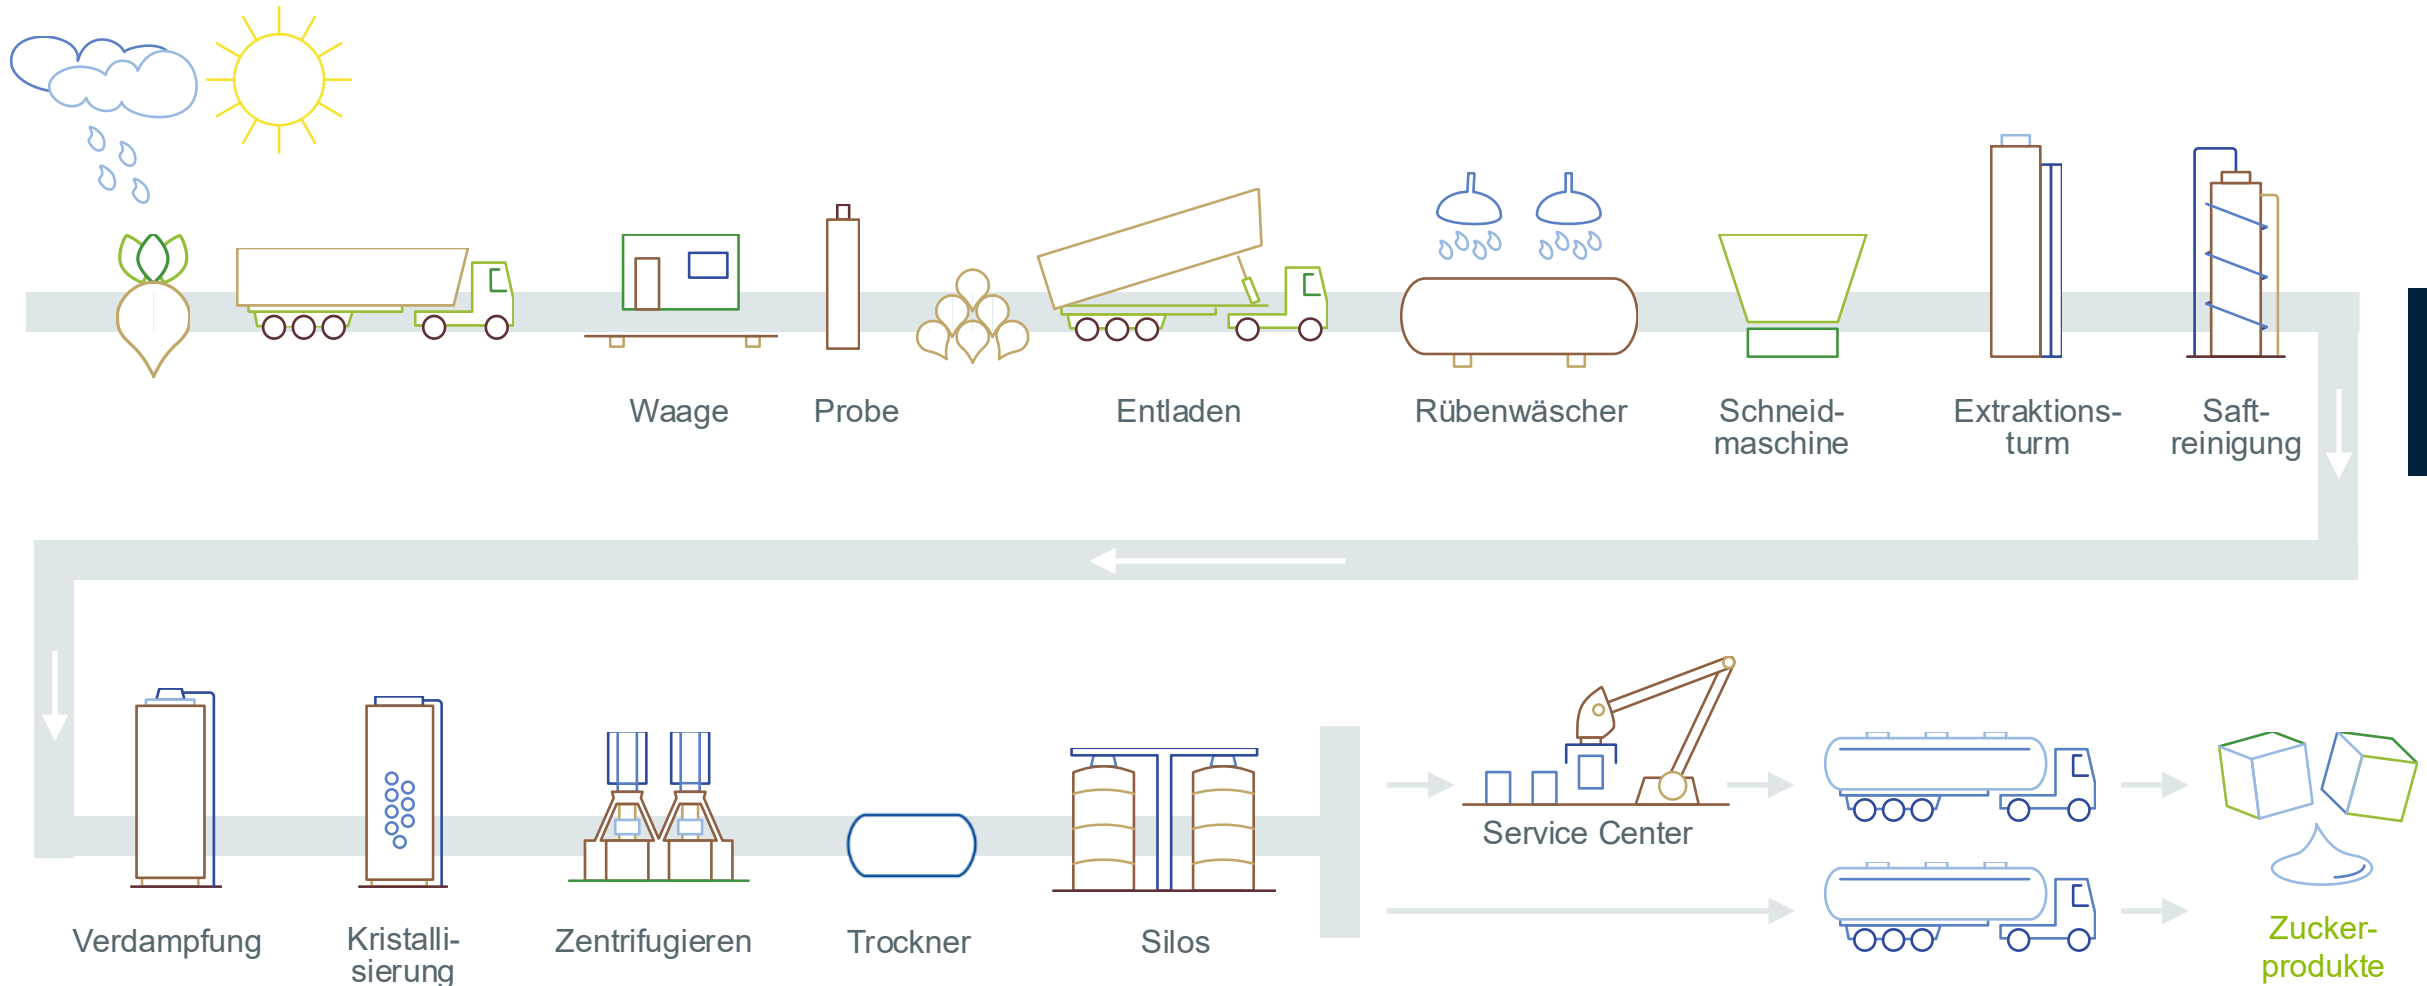 Waage
Probe
Entladen
Rübenwäscher
Schneid-
maschine
Extraktions-
turm
Saft-
reinigung
Verdampfung
Kristalli-
sierung
Zentrifugieren
Trockner
Silos
Service Center
Zucker-
produkte